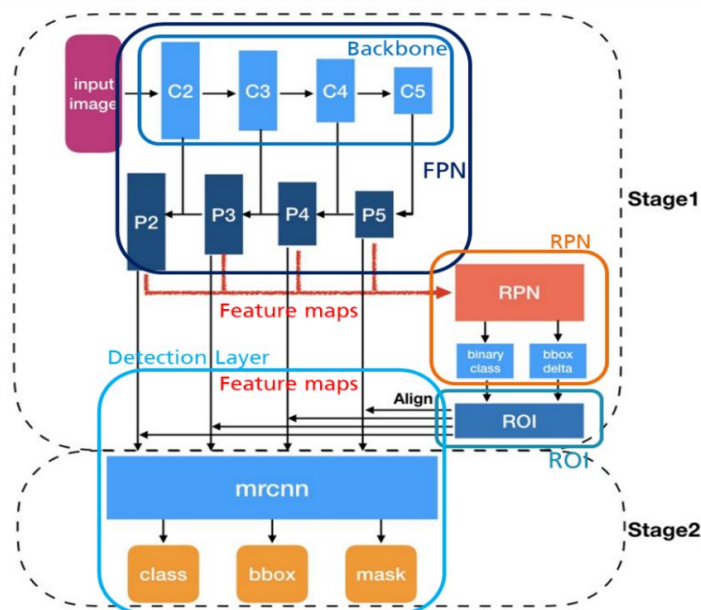 Backbone
input
image
C2
C3
C4
C5
FPN
P2
P3
P4
P5
Stage1
RPN
RPN
Feature maps
binary
class
bbox
delta
Detection Layer
Feature maps
Align
ROI
ROI
mrcnn
Stage2
class
bbox
mask